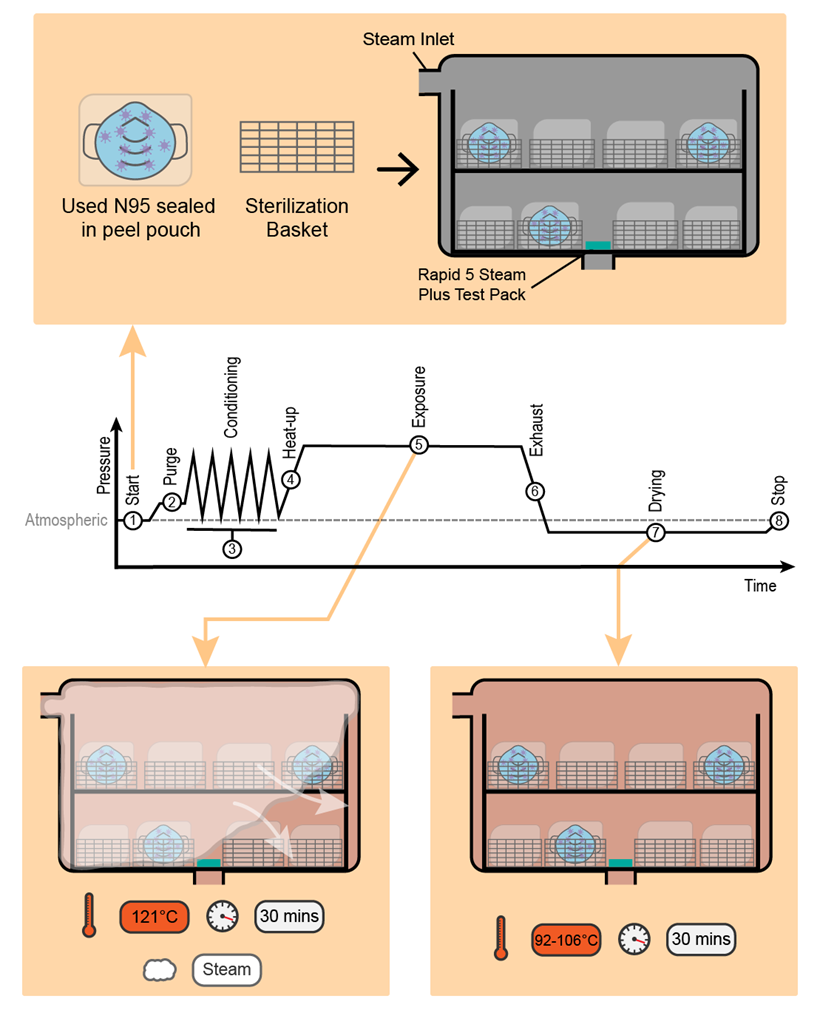 Steam Inlet
Used N95 sealed
in peel pouch
Sterilization
Basket
Rapid 5 Steam
Plus Test Pack
Pressure
Atmospheric
Start
1
Purge
2
Conditioning
3
Heat-up
4
Exposure
5
Exhaust
6
Drying
7
Stop
8
Time
121°C
30 mins
Steam
92-106°C
30 mins